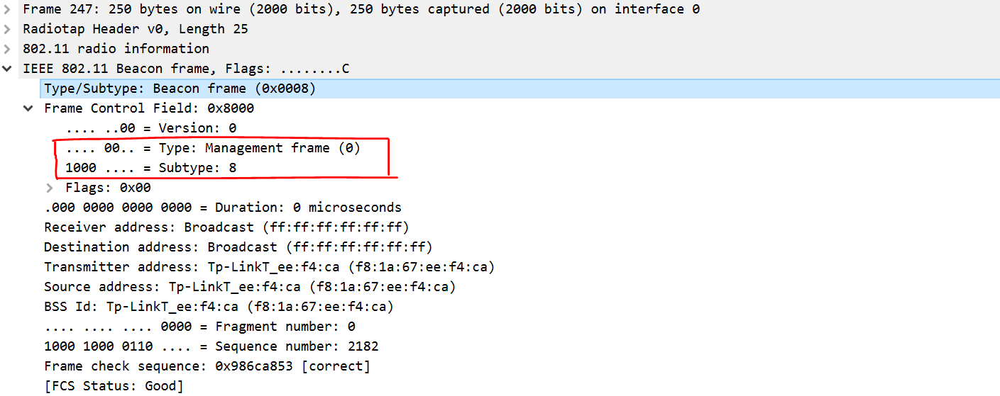 Frame 247: 250 bytes on wire (2000 bits), 250 bytes captured (2000 bits) on interface 0
Radiotap Header v0, Length 25
802.11 radio information
IEEE 802.11 Beacon frame, Flags: ........C
Type/Subtype: Beacon frame (0x0008)
Frame Control Field: 0x8000
.... ..00 = Version: 0
.... 00.. = Type: Management frame (0)
1000 .... = Subtype: 8
Flags: 0x00
.000 0000 0000 0000 = Duration: 0 microseconds
Receiver address: Broadcast (ff:ff:ff:ff:ff:ff)
Destination address: Broadcast (ff:ff:ff:ff:ff:ff)
Transmitter address: Tp-LinkT_ee:f4:ca (f8:1a:67:ee:f4:ca)
Source address: Tp-LinkT_ee:f4:ca (f8:1a:67:ee:f4:ca)
BSS Id: Tp-LinkT_ee:f4:ca (f8:1a:67:ee:f4:ca)
.... .... .... 0000 = Fragment number: 0
1000 1000 0110 .... = Sequence number: 2182
Frame check sequence: 0x986ca853 [correct]
[FCS Status: Good]